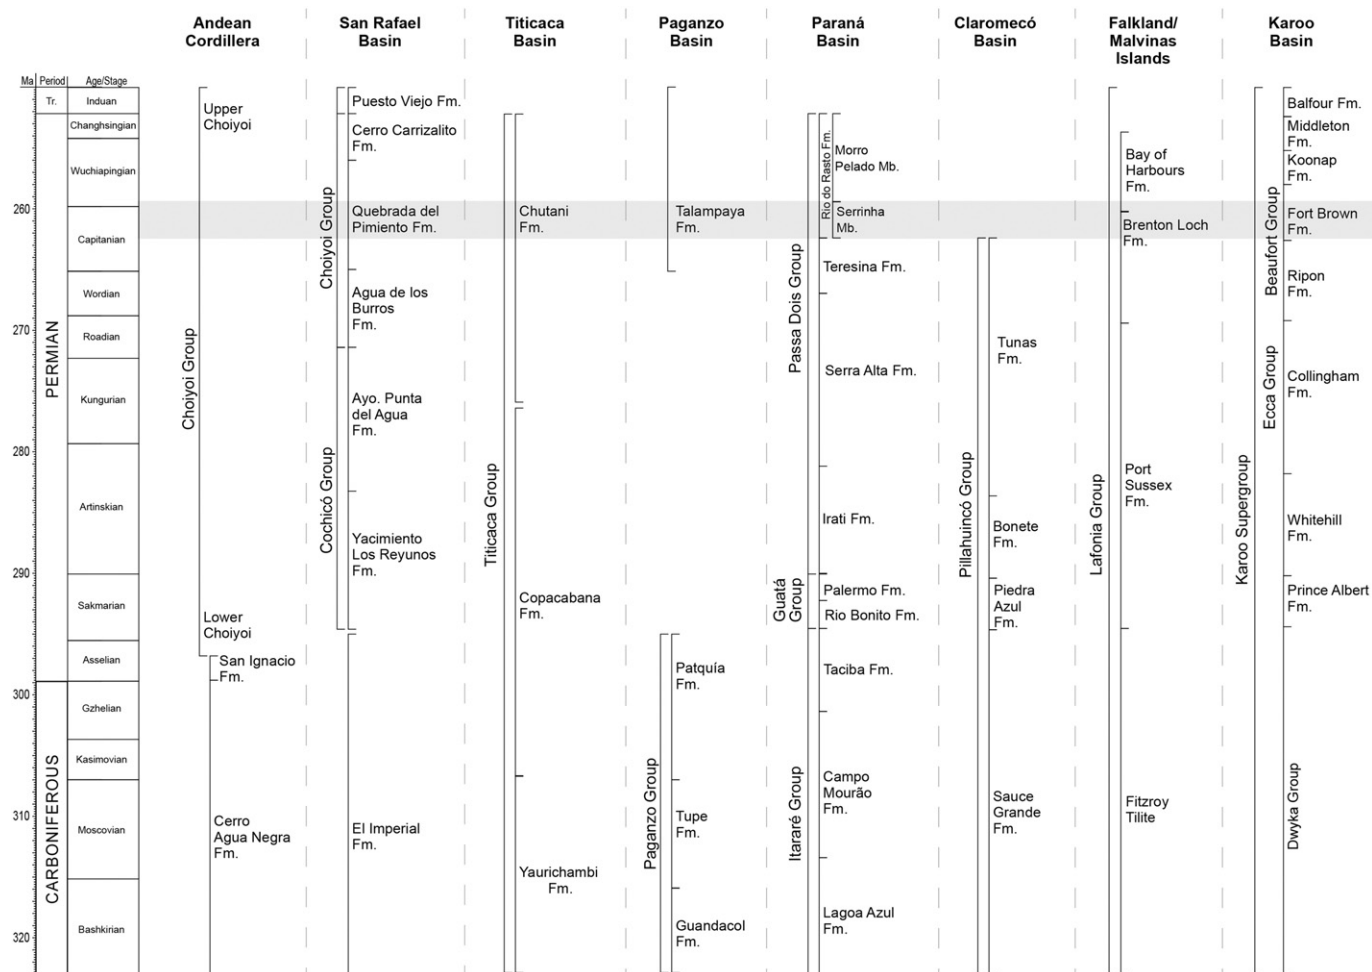 Andean
Cordillera
San Rafael
Basin
Titicaca
Basin
Paganzo
Basin
Paraná
Basin
Claromecó
Basin
Falkland/
Malvinas
Islands
Karoo
Basin
Ma
Period
Age/Stage
260
270
280
290
300
310
320
Tr.
PERMIAN
CARBONIFEROUS
Induan
Changhsingian
Wuchiapingian
Capitanian
Wordian
Roadian
Kungurian
Artinskian
Sakmarian
Asselian
Gzhelian
Kasimovian
Moscovian
Bashkirian
Choiyoi Group
Upper
Choiyoi
Lower
Choiyoi
San Ignacio
Fm.
Cerro
Agua Negra
Fm.
Choiyoi Group
Cochicó Group
Puesto Viejo Fm.
Cerro Carrizalito
Fm.
Quebrada del
Pimiento Fm.
Agua de los
Burros
Fm.
Ayo. Punta
del Agua
Fm.
Yacimiento
Los Reyunos
Fm.
El Imperial
Fm.
Titicaca Group
Chutani
Fm.
Copacabana
Fm.
Yaurichambi
Fm.
Paganzo Group
Talampaya
Fm.
Patquía
Fm.
Tupe
Fm.
Guandacol
Fm.
Passa Dois Group
Guatá
Group
Itararé Group
Rio do Rasto Fm.
Morro
Pelado Mb.
Serrinha
Mb.
Teresina Fm.
Serra Alta Fm.
Irati Fm.
Palermo Fm.
Rio Bonito Fm.
Taciba Fm.
Campo
Mourão
Fm.
Lagoa Azul
Fm.
Pillahuincó Group
Tunas
Fm.
Bonete
Fm.
Piedra
Azul
Fm.
Sauce
Grande
Fm.
Lafonia Group
Bay of
Harbours
Fm.
Brenton Loch
Fm.
Port
Sussex
Fm.
Fitzroy
Tilite
Karoo Supergroup
Beaufort Group
Ecca Group
Dwyka Group
Balfour Fm.
Middleton
Fm.
Koonap
Fm.
Fort Brown
Fm.
Ripon
Fm.
Collingham
Fm.
Whitehill
Fm.
Prince Albert
Fm.